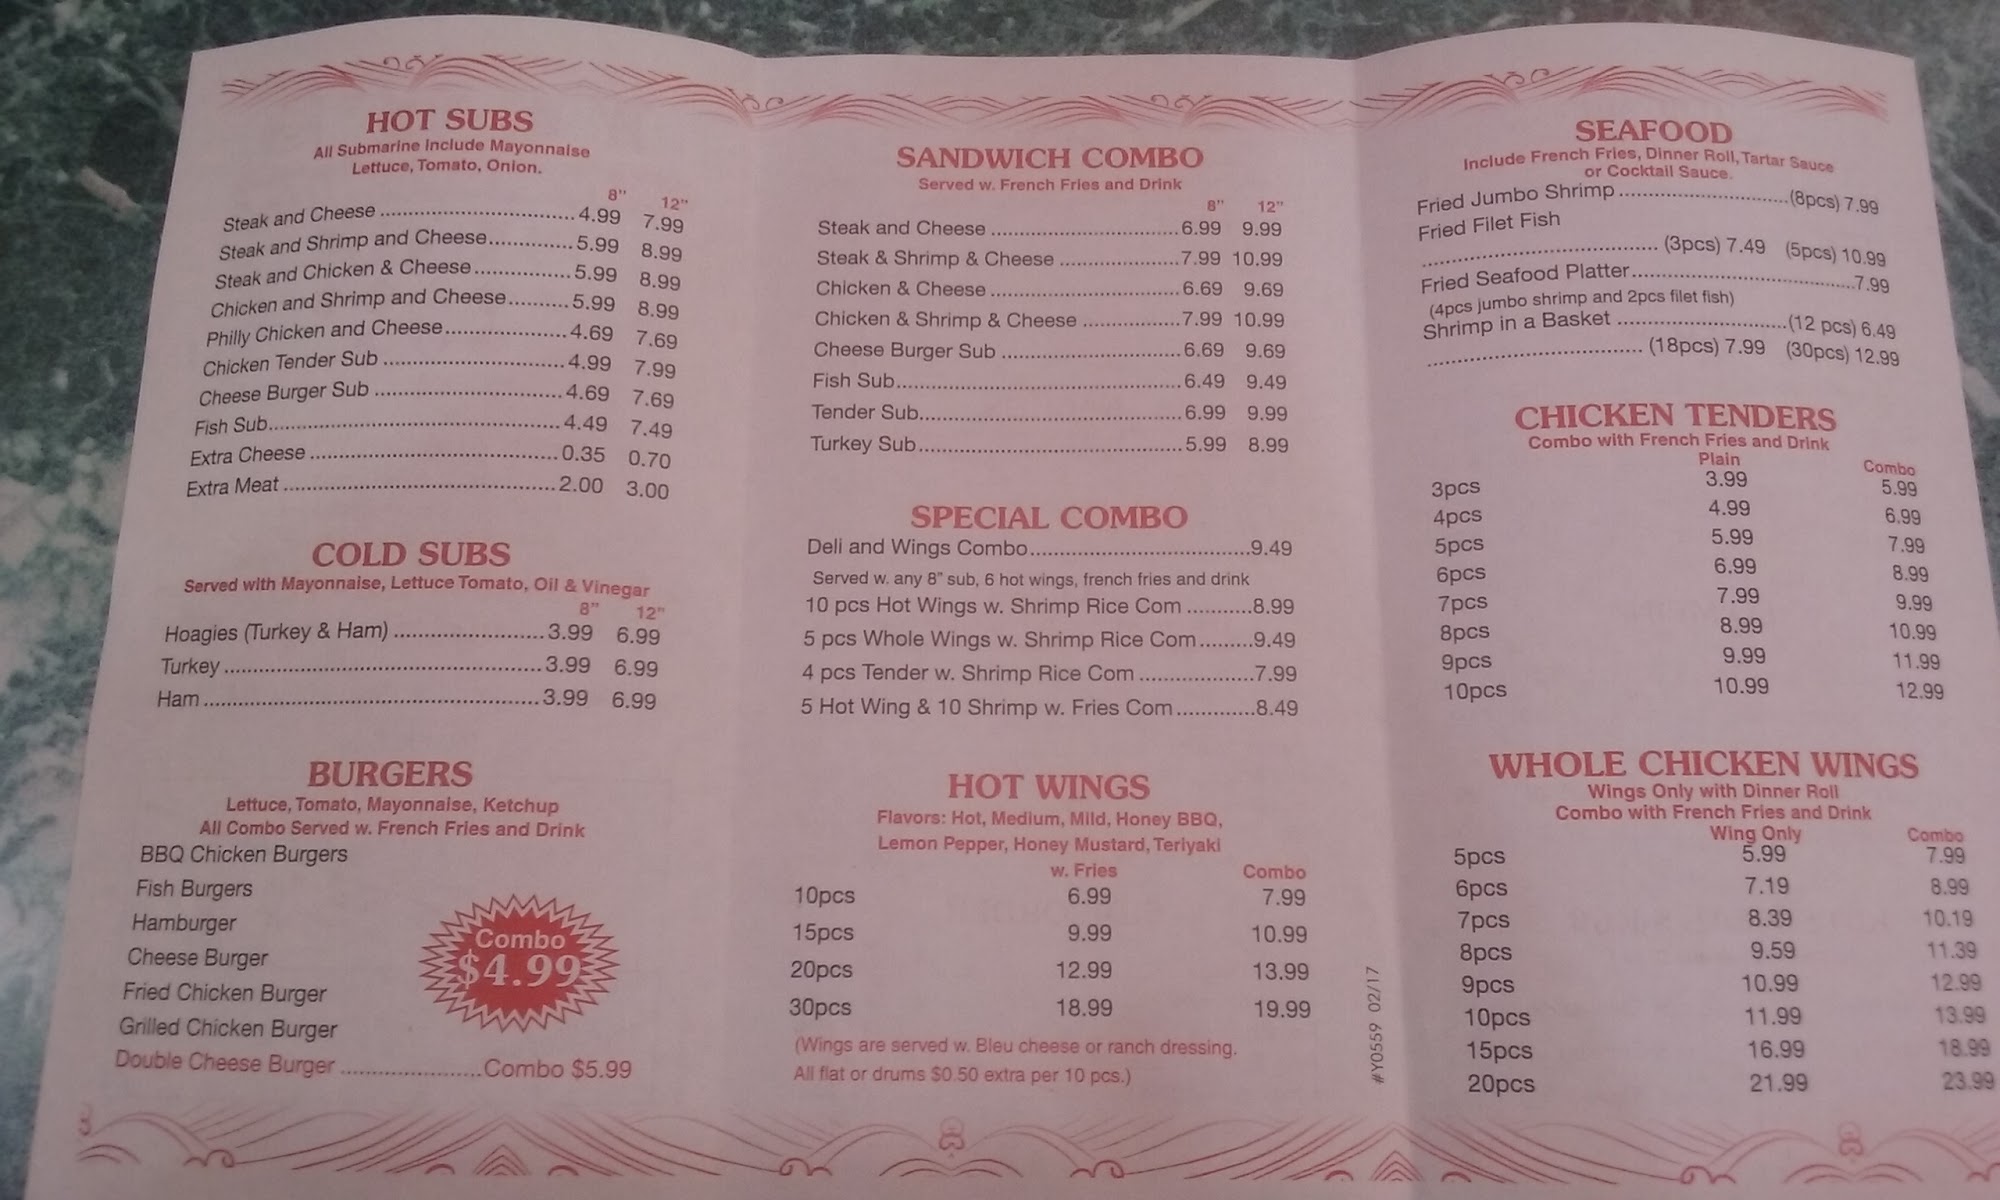 HOT SUBS
All Submarine Include Mayonnaise
Lettuce, Tomato, Onion.
8" 12"
Steak and Cheese ................................ 4.99 7.99
Steak and Shrimp and Cheese.............. 5.99 8.99
Steak and Chicken & Cheese................ 5.99 8.99
Chicken and Shrimp and Cheese.......... 5.99 8.99
Philly Chicken and Cheese.................... 4.69 7.69
Chicken Tender Sub .............................. 4.99 7.99
Cheese Burger Sub ............................... 4.69 7.69
Fish Sub................................................ 4.49 7.49
Extra Cheese ......................................... 0.35 0.70
Extra Meat ............................................. 2.00 3.00
COLD SUBS
Served with Mayonnaise, Lettuce Tomato, Oil & Vinegar
8" 12"
Hoagies (Turkey & Ham) ......................... 3.99 6.99
Turkey ..................................................... 3.99 6.99
Ham ........................................................ 3.99 6.99
BURGERS
Lettuce, Tomato, Mayonnaise, Ketchup
All Combo Served w. French Fries and Drink
BBQ Chicken Burgers
Fish Burgers
Hamburger
Cheese Burger
Fried Chicken Burger
Grilled Chicken Burger
Combo
$4.99
Double Cheese Burger .......................Combo $5.99
SANDWICH COMBO
Served w. French Fries and Drink
8" 12"
Steak and Cheese ............................... 6.99 9.99
Steak & Shrimp & Cheese .................... 7.99 10.99
Chicken & Cheese ............................... 6.69 9.69
Chicken & Shrimp & Cheese ................ 7.99 10.99
Cheese Burger Sub .............................. 6.69 9.69
Fish Sub............................................... 6.49 9.49
Tender Sub........................................... 6.99 9.99
Turkey Sub........................................... 5.99 8.99
SPECIAL COMBO
Deli and Wings Combo....................................9.49
Served w. any 8" sub, 6 hot wings, french fries and drink
10 pcs Hot Wings w. Shrimp Rice Com ...........8.99
5 pcs Whole Wings w. Shrimp Rice Com.........9.49
4 pcs Tender w. Shrimp Rice Com ...................7.99
5 Hot Wing & 10 Shrimp w. Fries Com.............8.49
HOT WINGS
Flavors: Hot, Medium, Mild, Honey BBQ,
Lemon Pepper, Honey Mustard, Teriyaki
w. Fries Combo
10pcs 6.99 7.99
15pcs 9.99 10.99
20pcs 12.99 13.99
30pcs 18.99 19.99
(Wings are served w. Bleu cheese or ranch dressing.
All flat or drums $0.50 extra per 10 pcs.)
#Y0559 02/17
SEAFOOD
Include French Fries, Dinner Roll, Tartar Sauce
or Cocktail Sauce.
Fried Jumbo Shrimp ............................(8pcs) 7.99
Fried Filet Fish
....................................... (3pcs) 7.49 (5pcs) 10.99
Fried Seafood Platter.....................................7.99
(4pcs jumbo shrimp and 2pcs filet fish)
Shrimp in a Basket ............................(12 pcs) 6.49
.................................... (18pcs) 7.99 (30pcs) 12.99
CHICKEN TENDERS
Combo with French Fries and Drink
Plain Combo
3pcs 3.99 5.99
4pcs 4.99 6.99
5pcs 5.99 7.99
6pcs 6.99 8.99
7pcs 7.99 9.99
8pcs 8.99 10.99
9pcs 9.99 11.99
10pcs 10.99 12.99
WHOLE CHICKEN WINGS
Wings Only with Dinner Roll
Combo with French Fries and Drink
Wing Only Combo
5pcs 5.99 7.99
6pcs 7.19 8.99
7pcs 8.39 10.19
8pcs 9.59 11.39
9pcs 10.99 12.99
10pcs 11.99 13.99
15pcs 16.99 18.99
20pcs 21.99 23.99